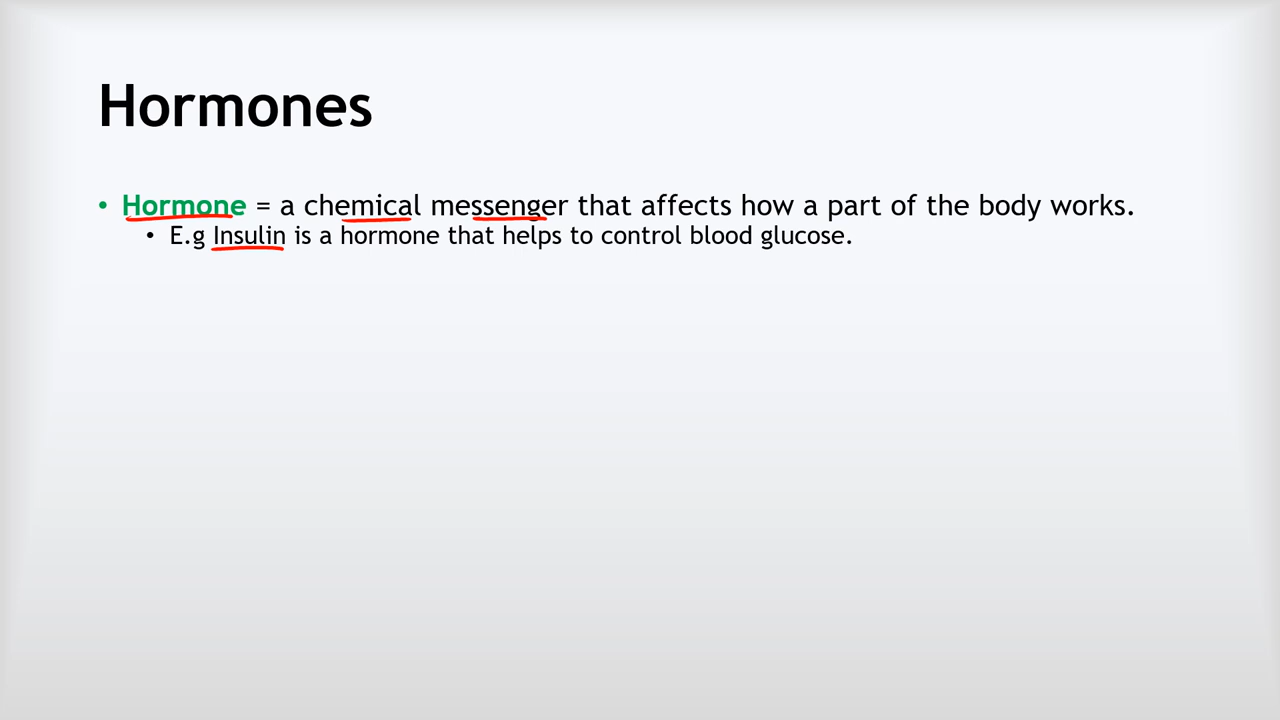 Hormones
• Hormone = a chemical messenger that affects how a part of the body works.
• E.g Insulin is a hormone that helps to control blood glucose.